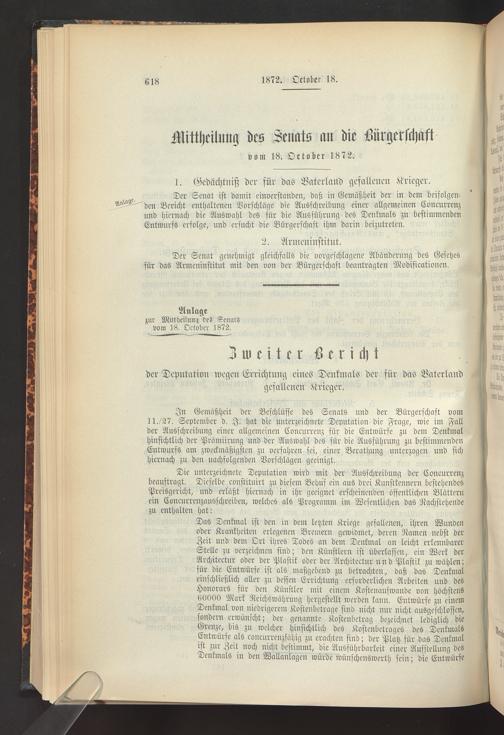 618
1872. October 18.
Mittheilung des Senats an die Bürgerschaft
vom 18. October 1872.
1. Gedächtniß der für das Vaterland gefallenen Krieger.
Anlage.
Der Senat ist damit einverstanden, daß in Gemäßheit der in dem beifolgen-
den Bericht enthaltenen Vorschläge die Ausschreibung einer allgemeinen Concurrenz
und hiernach die Auswahl des für die Ausführung des Denkmals zu bestimmenden
Entwurfs erfolge, und ersucht die Bürgerschaft ihm darin beizutreten.
2. Armeninstitut.
Der Senat genehmigt gleichfalls die vorgeschlagene Abänderung des Gesetzes
für das Armeninstitut mit den von der Bürgerschaft beantragten Modificationen.
Anlage
zur Mittheilung des Senats
vom 18. October 1872.
Zweiter Bericht
der Deputation wegen Errichtung eines Denkmals der für das Vaterland
gefallenen Krieger.
In Gemäßheit der Beschlüsse des Senats und der Bürgerschaft vom
11./27. September d. J. hat die unterzeichnete Deputation die Frage, wie im Fall
der Ausschreibung einer allgemeinen Concurrenz für die Entwürfe zu dem Denkmal
hinsichtlich der Prämiirung und der Auswahl des für die Ausführung zu bestimmenden
Entwurfs am zweckmäßigsten zu verfahren sei, einer Berathung unterzogen und sich
hiernach zu den nachfolgenden Vorschlägen geeinigt.
Die unterzeichnete Deputation wird mit der Ausschreibung der Concurrenz
beauftragt. Dieselbe constituirt zu diesem Behuf ein aus drei Kunstkennern bestehendes
Preisgericht, und erläßt hiernach in ihr geeignet erscheinenden öffentlichen Blättern
ein Concurrenzausschreiben, welches als Programm im Wesentlichen das Nachstehende
zu enthalten hat:
Das Denkmal ist den in dem letzten Kriege gefallenen, ihren Wunden
oder Krankheiten erlegenen Bremern gewidmet, deren Namen nebst der
Zeit und dem Ort ihres Todes an dem Denkmal an leicht erkennbarer
Stelle zu verzeichnen sind; den Künstlern ist überlassen, ein Werk der
Architectur oder der Plastik oder der Architectur und Plastik zu wählen;
für die Entwürfe ist als maßgebend zu betrachten, daß das Denkmal
einschließlich aller zu dessen Errichtung erforderlichen Arbeiten und des
Honorars für den Künstler mit einem Kostenaufwande von höchstens
60000 Mark Reichswährung hergestellt werden kann. Entwürfe zu einem
Denkmal von niedrigerem Kostenbetrage sind nicht nur nicht ausgeschlossen,
sondern erwünscht; der genannte Kostenbetrag bezeichnet lediglich die
Grenze, bis zu welcher hinsichtlich des Kostenbetrages des Denkmals
Entwürfe als concurrenzfähig zu erachten sind; der Platz für das Denkmal
ist zur Zeit noch nicht bestimmt, die Ausführbarkeit einer Aufstellung des
Denkmals in den Wallanlagen würde wünschenswerth sein; die Entwürfe